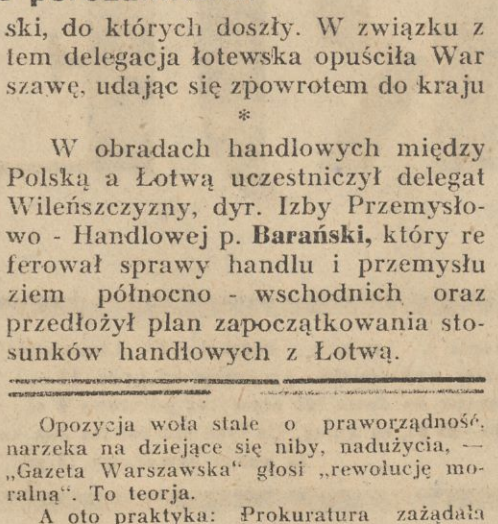 ski, do których doszły. W związku z
tem delegacja łotewska opuściła War
szawę, udając się zpowrotem do kraju
*
W obradach handlowych między
Polską a Łotwą uczestniczył delegat
Wileńszczyzny, dyr. Izby Przemysło-
wo - Handlowej p. Barański, który re
ferował sprawy handlu i przemysłu
ziem północno - wschodnich oraz
przedłożył plan zapoczątkowania sto-
sunków handlowych z Łotwą.
Opozycja woła stale o praworządność,
narzeka na dziejące się niby, nadużycia, —
„Gazeta Warszawska“ głosi „rewolucję mo-
ralną“. To teorja.
A oto praktyka: Prokuratura zażądała